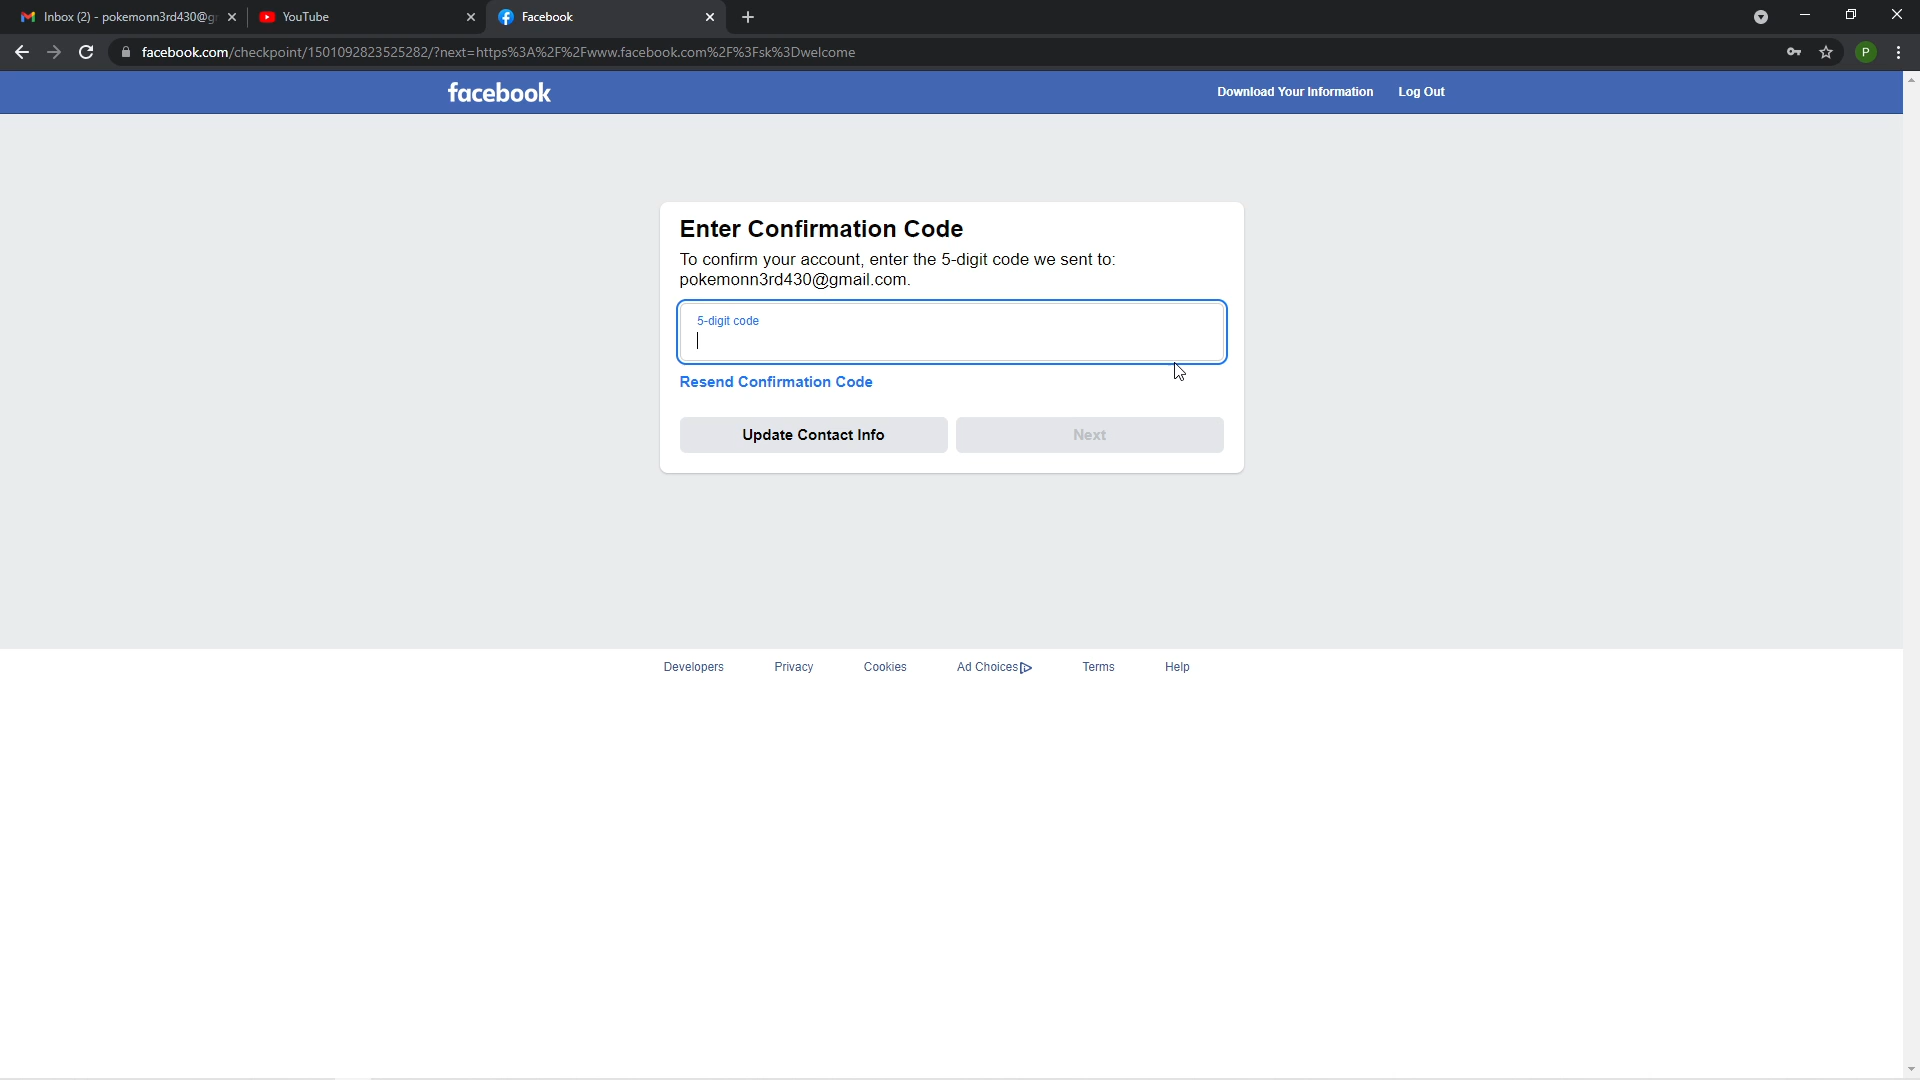 Inbox (2) - pokemonn3rd430@gr
YouTube
Facebook
facebook.com/checkpoint/1501092823525282/?next=https%3A%2F%2Fwww.facebook.com%2F%3Fsk%3Dwelcome
P
facebook
Download Your Information
Log Out
Enter Confirmation Code
To confirm your account, enter the 5-digit code we sent to:
pokemonn3rd430@gmail.com.
5-digit code
Resend Confirmation Code
Update Contact Info
Next
Developers
Privacy
Cookies
Ad Choices
Terms
Help